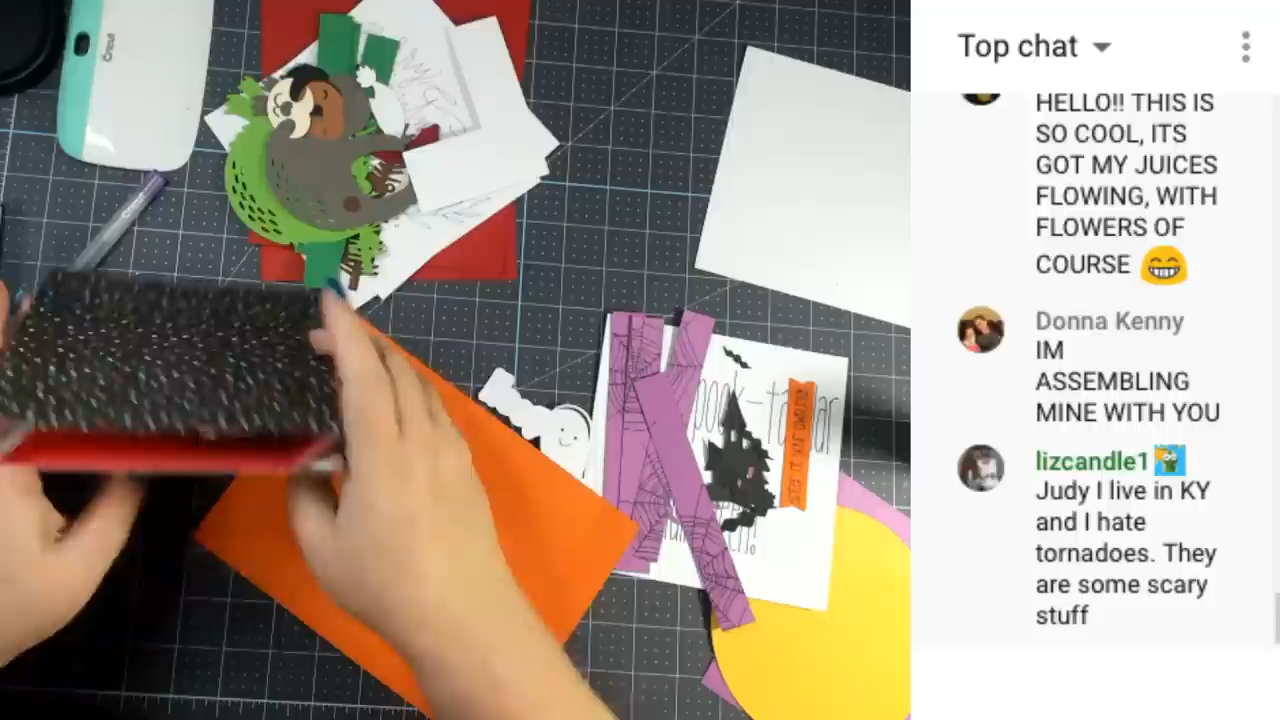 Cricut
Top chat
HELLO!! THIS IS
SO COOL, ITS
GOT MY JUICES
FLOWING, WITH
FLOWERS OF
COURSE 😁
Donna Kenny
IM
ASSEMBLING
MINE WITH YOU
lizcandle1
Judy I live in KY
and I hate
tornadoes. They
are some scary
stuff